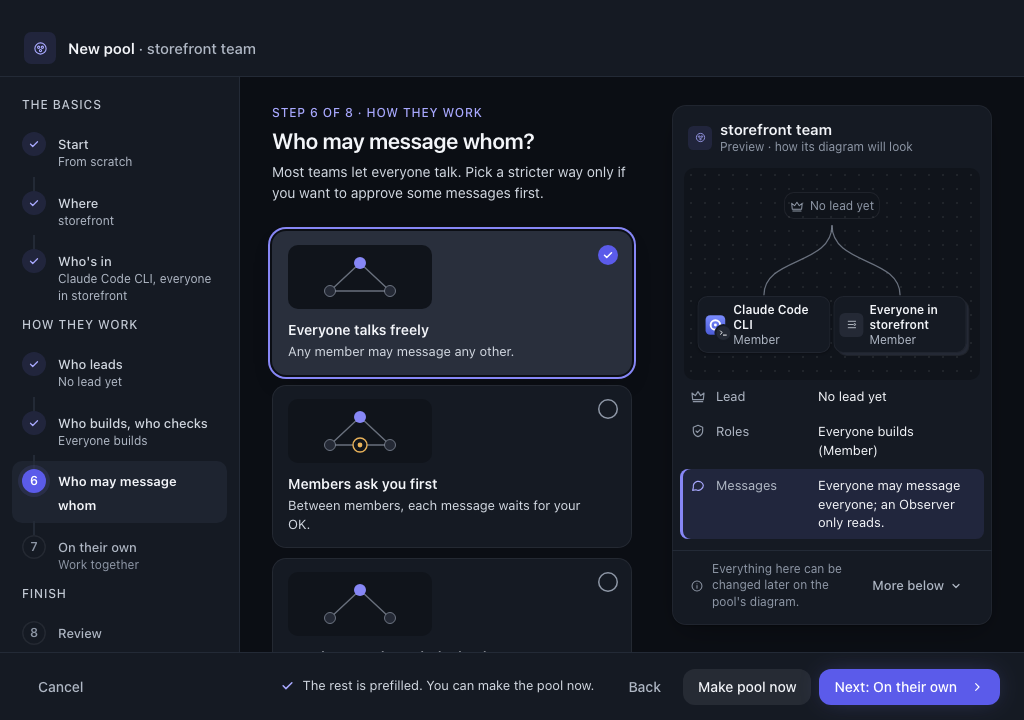 New pool · storefront team
THE BASICS
Start
From scratch
Where
storefront
Who's in
Claude Code CLI, everyone
in storefront
HOW THEY WORK
Who leads
No lead yet
Who builds, who checks
Everyone builds
6
Who may message
whom
7
On their own
Work together
FINISH
8
Review
STEP 6 OF 8 · HOW THEY WORK
Who may message whom?
Most teams let everyone talk. Pick a stricter way only if
you want to approve some messages first.
Everyone talks freely
Any member may message any other.
Members ask you first
Between members, each message waits for your
OK.
storefront team
Preview · how its diagram will look
No lead yet
Claude Code
CLI
Member
Everyone in
storefront
Member
Lead
No lead yet
Roles
Everyone builds
(Member)
Messages
Everyone may message
everyone; an Observer
only reads.
Everything here can be
changed later on the
pool's diagram.
More below
Cancel
The rest is prefilled. You can make the pool now.
Back
Make pool now
Next: On their own